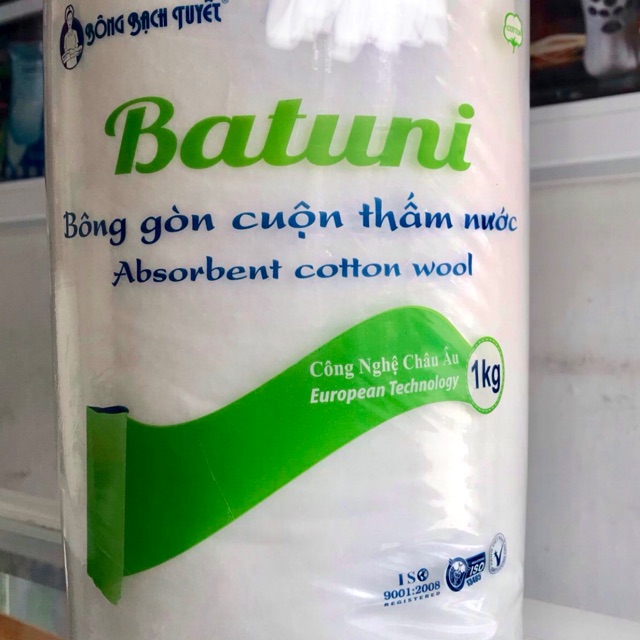 BÔNG BẠCH TUYẾT
Batuni
Bông gòn cuộn thấm nước
Absorbent cotton wool
Công Nghệ Châu Âu
European Technology
1kg
ISO
9001:2008
REGISTERED
ISO